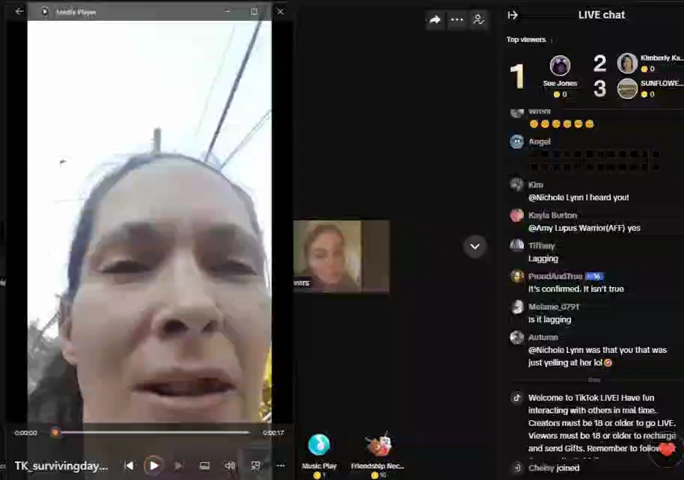 Media Player
LIVE chat
Top viewers
1
Sue Jones
0
2
Kimberly Ka...
0
3
SUNFLOWE...
0
Angel
Kim
@Nichole Lynn I heard you!
Kayla Burton
@Amy Lupus Warrior(AFF) yes
Tiffany
Lagging
ProudAndTrue
It's confirmed. It isn't true
Melanie_0791
Is it lagging
Autumn
@Nichole Lynn was that you that was
just yelling at her lol
Welcome to TikTok LIVE! Have fun
interacting with others in real time.
Creators must be 18 or older to go LIVE.
Viewers must be 18 or older to recharge
and send Gifts. Remember to follow
joined
0:00:00
0:00:17
TK_survivingday...
Music Play
1
Friendship Nec...
10